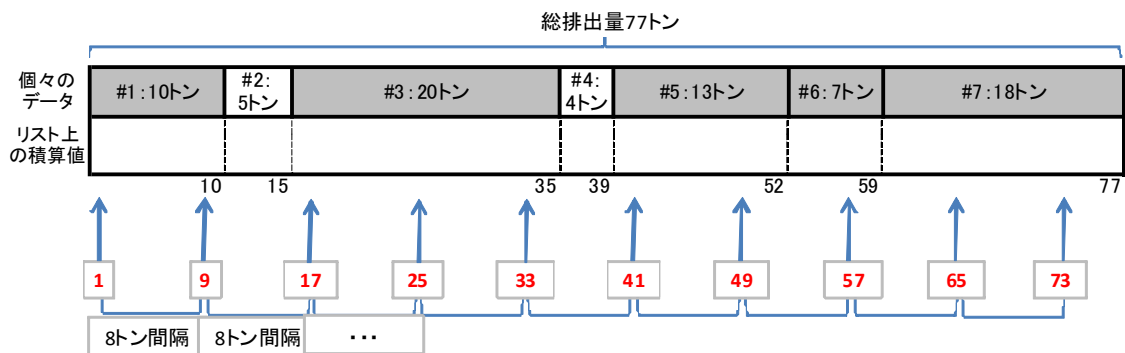 総排出量77トン
個々の
データ
#1:10トン
#2:
5トン
#3:20トン
#4:
4トン
#5:13トン
#6:7トン
#7:18トン
リスト上
の積算値
10
15
35
39
52
59
77
1
9
17
25
33
41
49
57
65
73
8トン間隔
8トン間隔
・・・